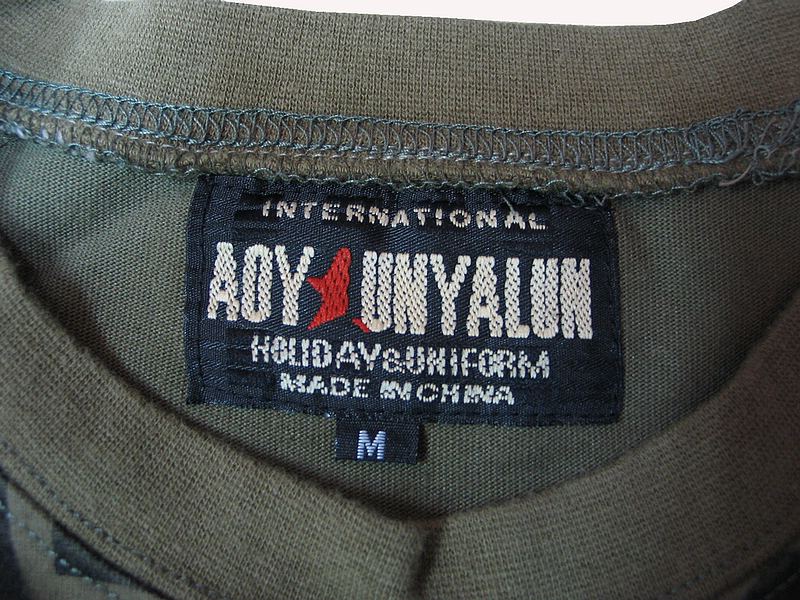 INTERNATIONAL
AOY UNYALUN
HOLIDAY&UNIFORM
MADE IN CHINA
M